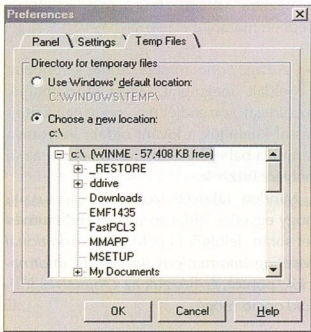 Preferences
Panel
Settings
Temp Files
Directory for temporary files
Use Windows' default location:
C:\WINDOWS\TEMP\
Choose a new location:
c:\
c:\ (WINME - 57,408 KB free)
_RESTORE
ddrive
Downloads
EMF1435
FastPCL3
MMAPP
MSETUP
My Documents
OK
Cancel
Help